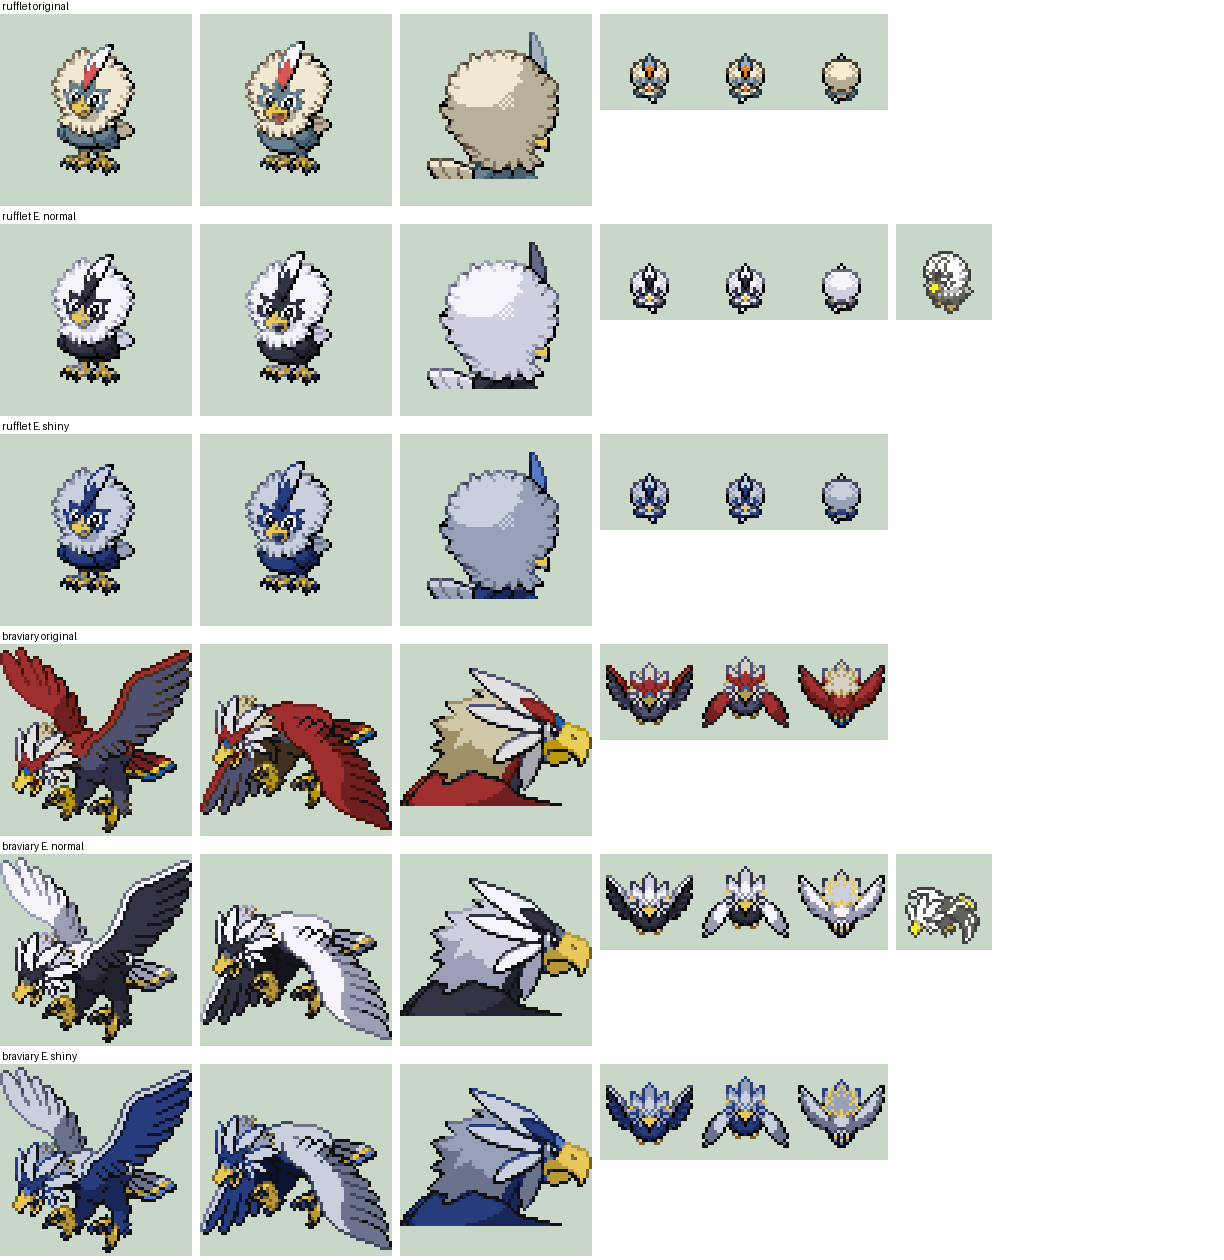 rufflet original
rufflet E. normal
rufflet E. shiny
braviary original
braviary E. normal
braviary E. shiny